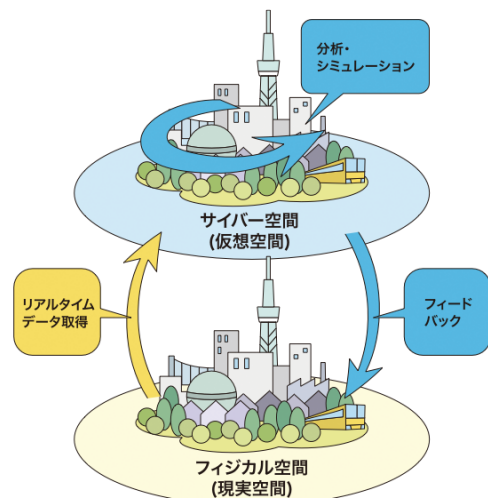 分析・
シミュレーション
サイバー空間
(仮想空間)
リアルタイム
データ取得
フィード
バック
フィジカル空間
(現実空間)